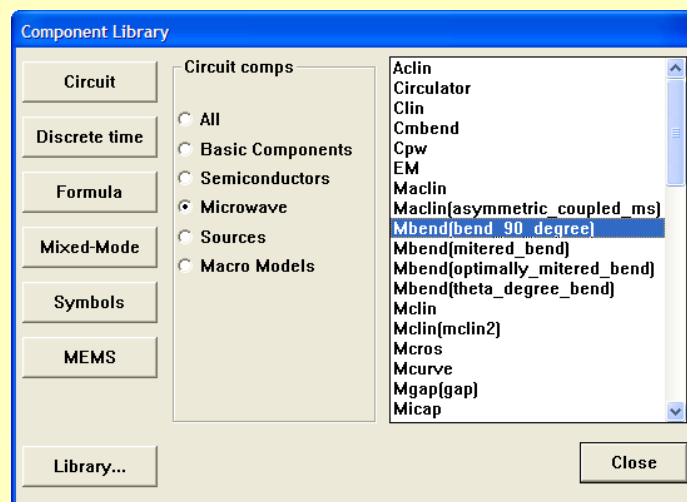 Component Library
Circuit
Discrete time
Formula
Mixed-Mode
Symbols
MEMS
Library...
Circuit comps
All
Basic Components
Semiconductors
Microwave
Sources
Macro Models
Aclin
Circulator
Clin
Cmbend
Cpw
EM
Maclin
Maclin(asymmetric_coupled_ms)
Mbend(bend_90_degree)
Mbend(mitered_bend)
Mbend(optimally_mitered_bend)
Mbend(theta_degree_bend)
Mclin
Mclin(mclin2)
Mcros
Mcurve
Mgap(gap)
Micap
Close